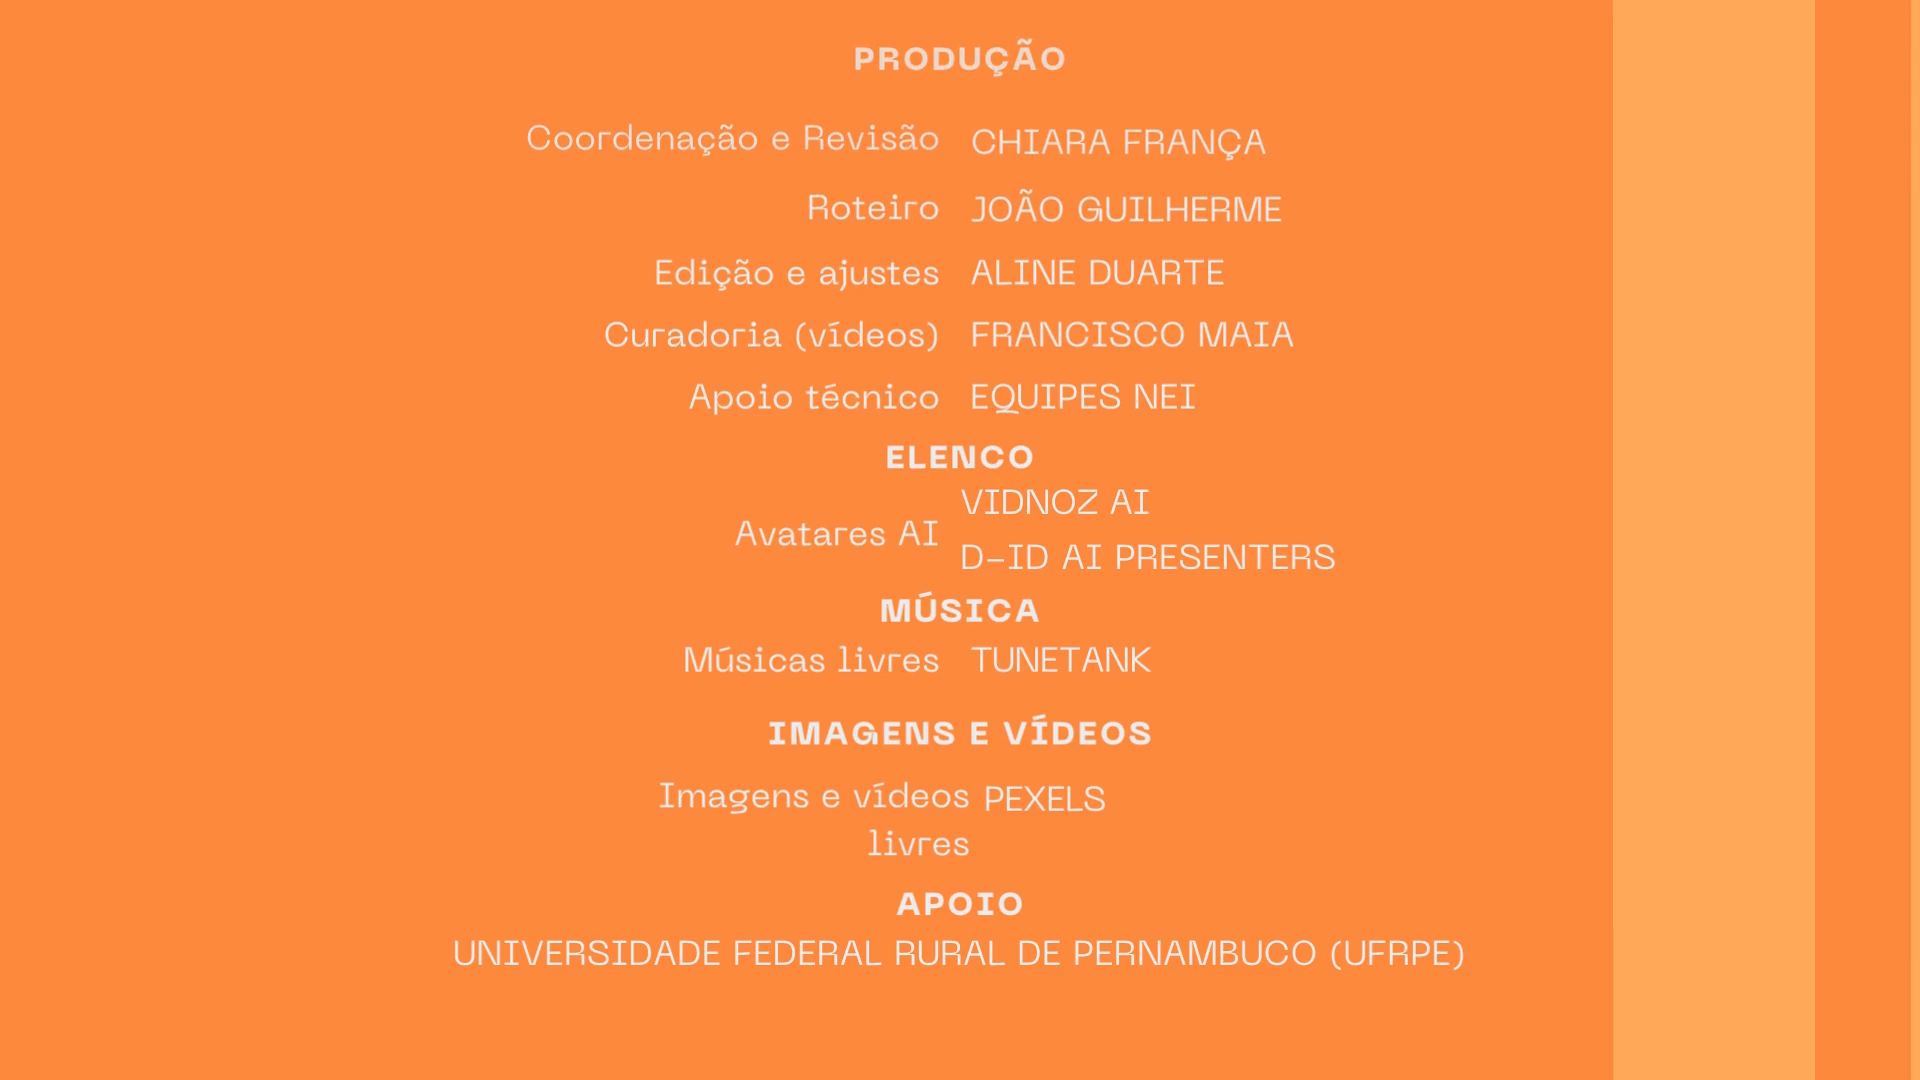 PRODUÇÃO
Coordenação e Revisão CHIARA FRANÇA
Roteiro JOÃO GUILHERME
Edição e ajustes ALINE DUARTE
Curadoria (vídeos) FRANCISCO MAIA
Apoio técnico EQUIPES NEI
ELENCO
VIDNOZ AI
Avatares AI
D-ID AI PRESENTERS
MÚSICA
Músicas livres TUNETANK
IMAGENS E VÍDEOS
Imagens e vídeos PEXELS
livres
APOIO
UNIVERSIDADE FEDERAL RURAL DE PERNAMBUCO (UFRPE)